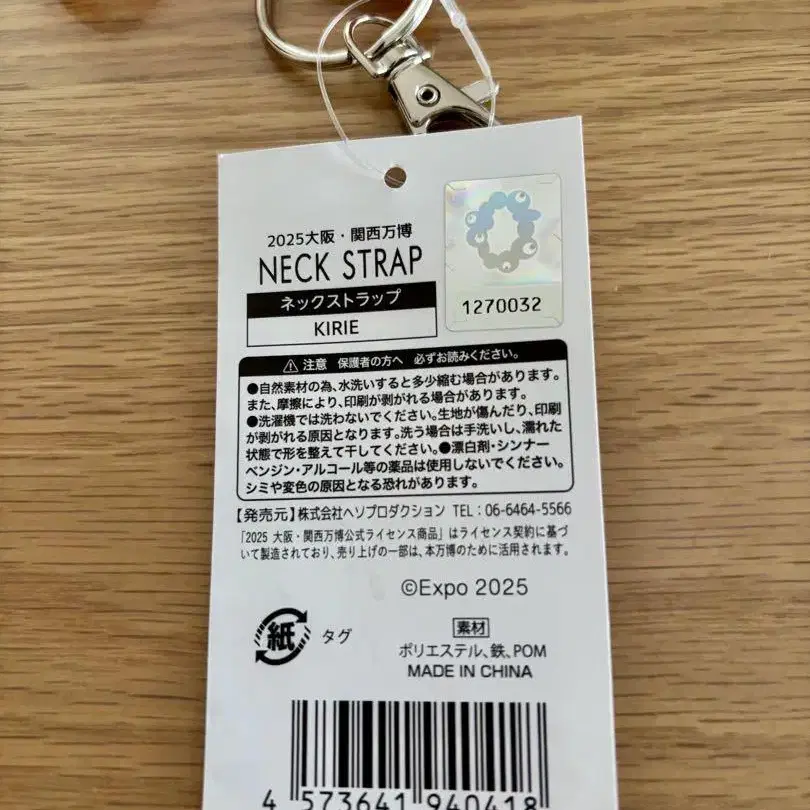 2025大阪・関西万博
NECK STRAP
ネックストラップ
KIRIE
1270032
⚠注意 保護者の方へ 必ずお読みください。
●自然素材の為、水洗いすると多少縮む場合があります。
また、摩擦により、印刷が剥がれる場合があります。
●洗濯機では洗わないでください。生地が傷んだり、印刷
が剥がれる原因となります。洗う場合は手洗いし、濡れた
状態で形を整えて干してください。●漂白剤・シンナー
ベンジン・アルコール等の薬品は使用しないでください。
シミや変色の原因となる恐れがあります。
【発売元】株式会社ヘソプロダクション TEL：06-6464-5566
「2025 大阪・関西万博公式ライセンス商品」はライセンス契約に基づ
いて製造されており、売り上げの一部は、本万博のために活用されます。
©Expo 2025
紙 タグ
素材
ポリエステル、鉄、POM
MADE IN CHINA
4 573641 940418